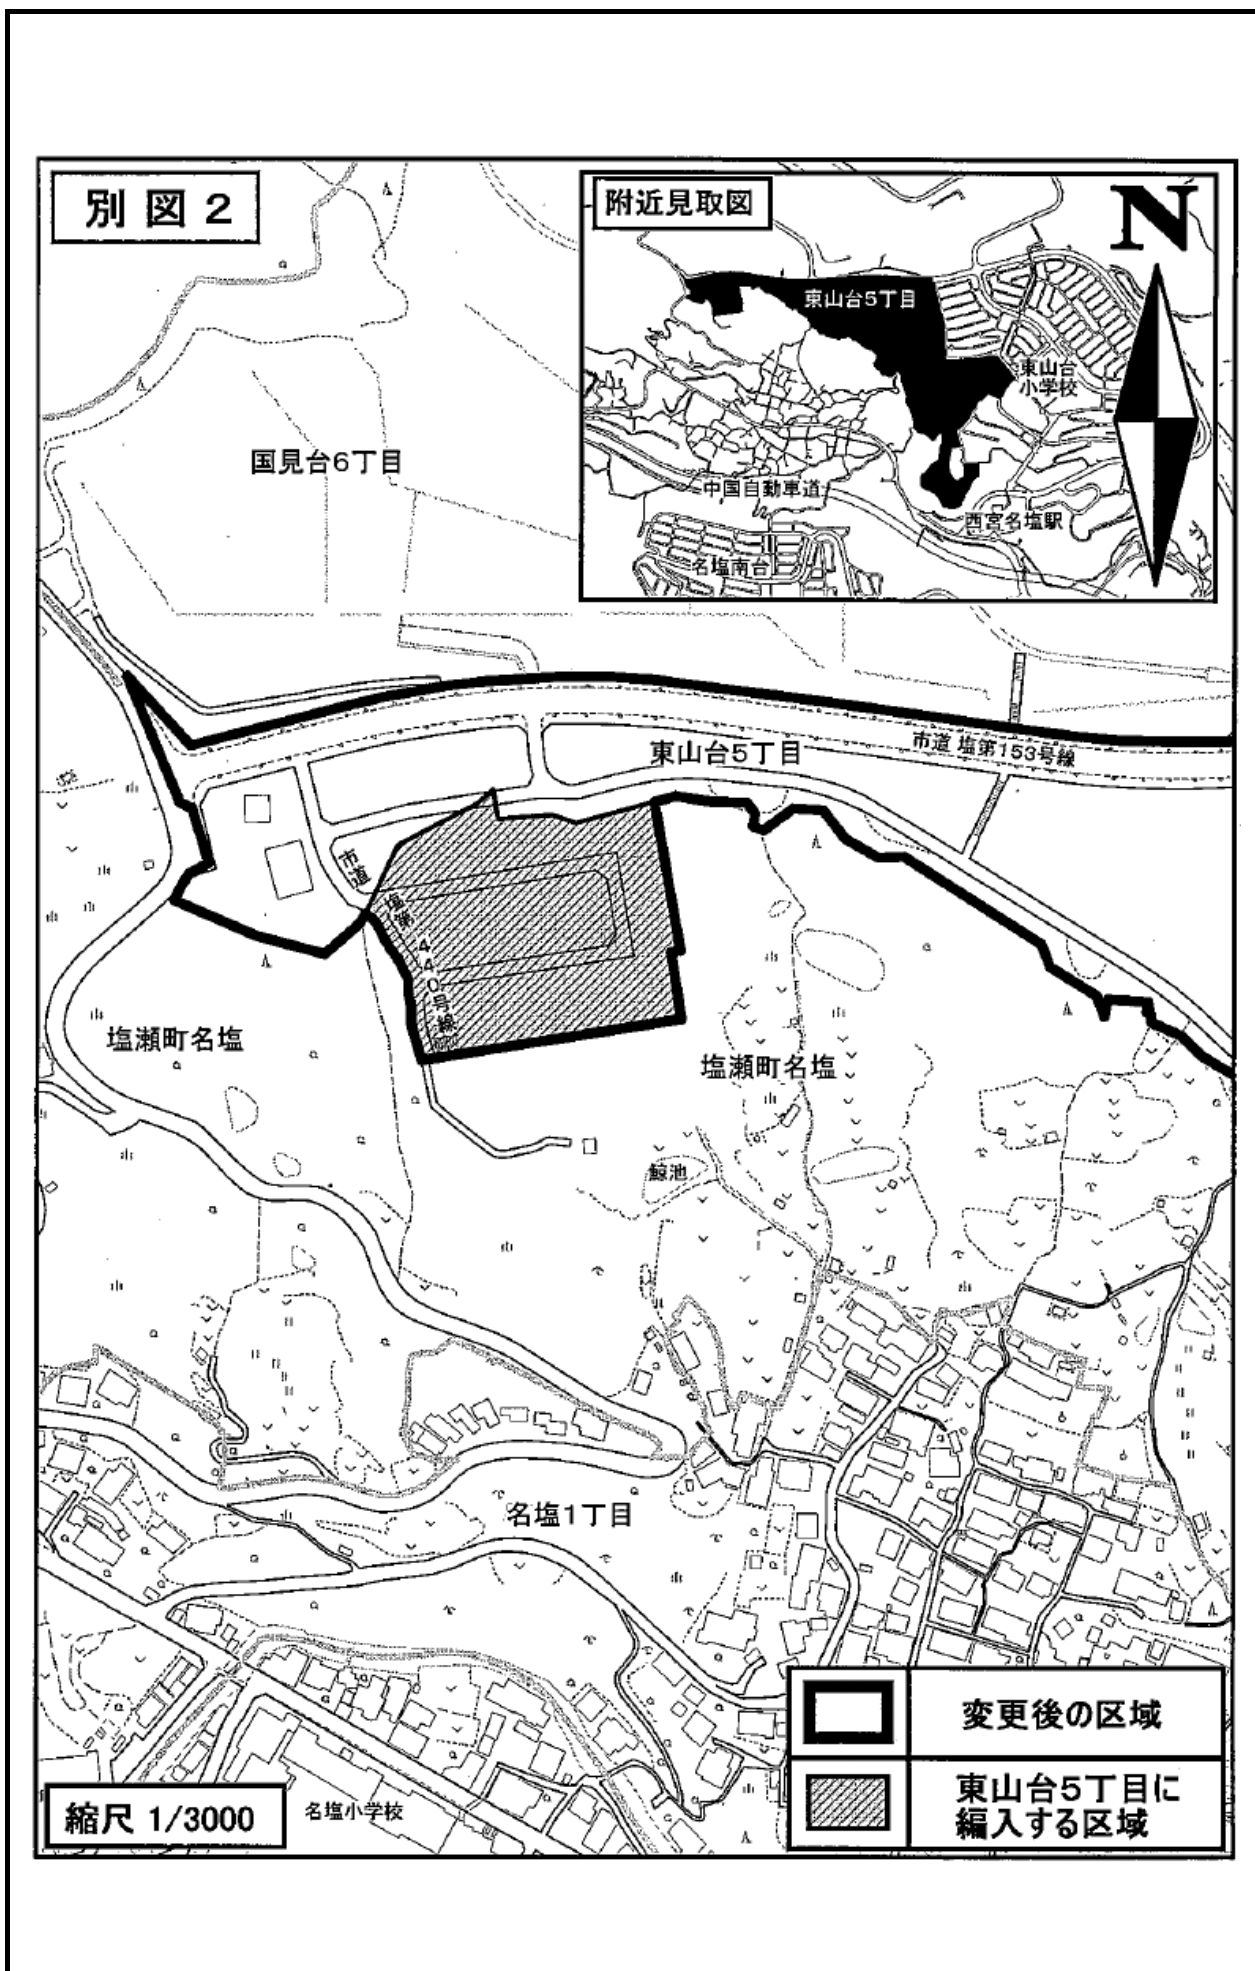 別図2
附近見取図
N
東山台5丁目
東山台
小学校
中国自動車道
西宮名塩駅
名塩南台
国見台6丁目
東山台5丁目
市道 塩第153号線
市道
塩第440号線
塩瀬町名塩
塩瀬町名塩
鯨池
名塩1丁目
変更後の区域
東山台5丁目に
編入する区域
縮尺 1/3000
名塩小学校